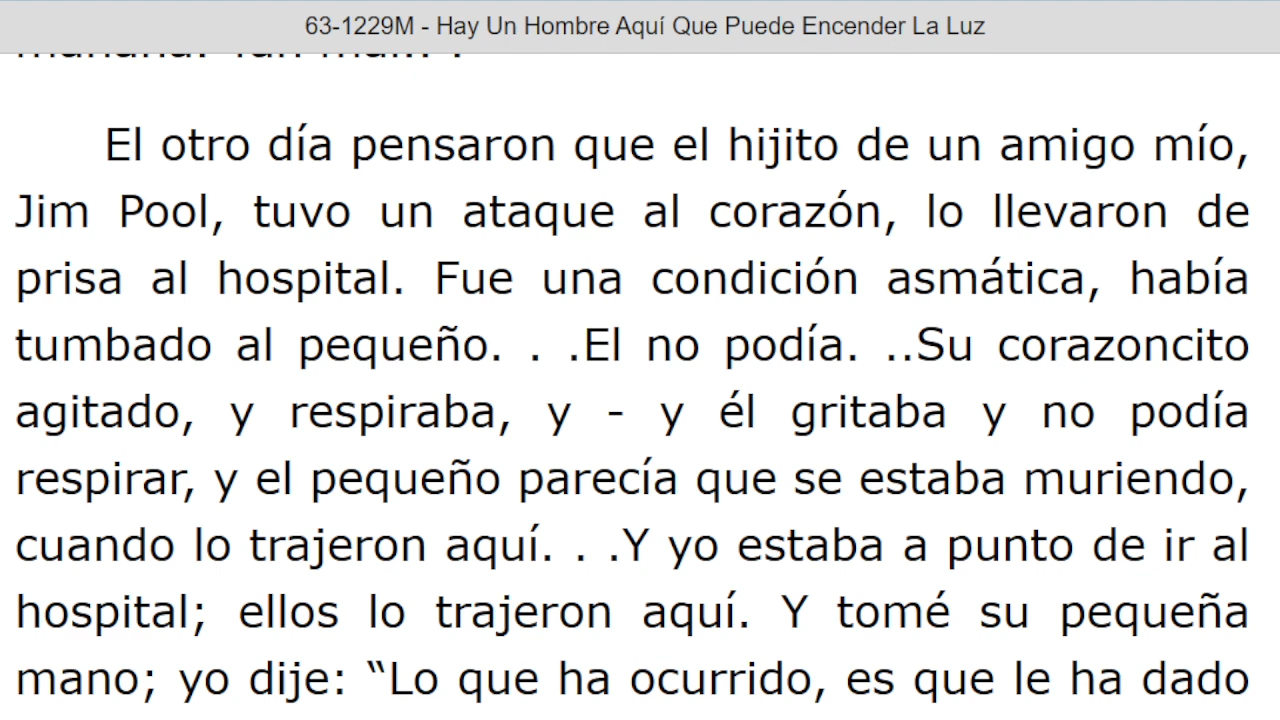 63-1229M - Hay Un Hombre Aquí Que Puede Encender La Luz
El otro día pensaron que el hijito de un amigo mío,
Jim Pool, tuvo un ataque al corazón, lo llevaron de
prisa al hospital. Fue una condición asmática, había
tumbado al pequeño. . .El no podía. ..Su corazoncito
agitado, y respiraba, y - y él gritaba y no podía
respirar, y el pequeño parecía que se estaba muriendo,
cuando lo trajeron aquí. . .Y yo estaba a punto de ir al
hospital; ellos lo trajeron aquí. Y tomé su pequeña
mano; yo dije: “Lo que ha ocurrido, es que le ha dado